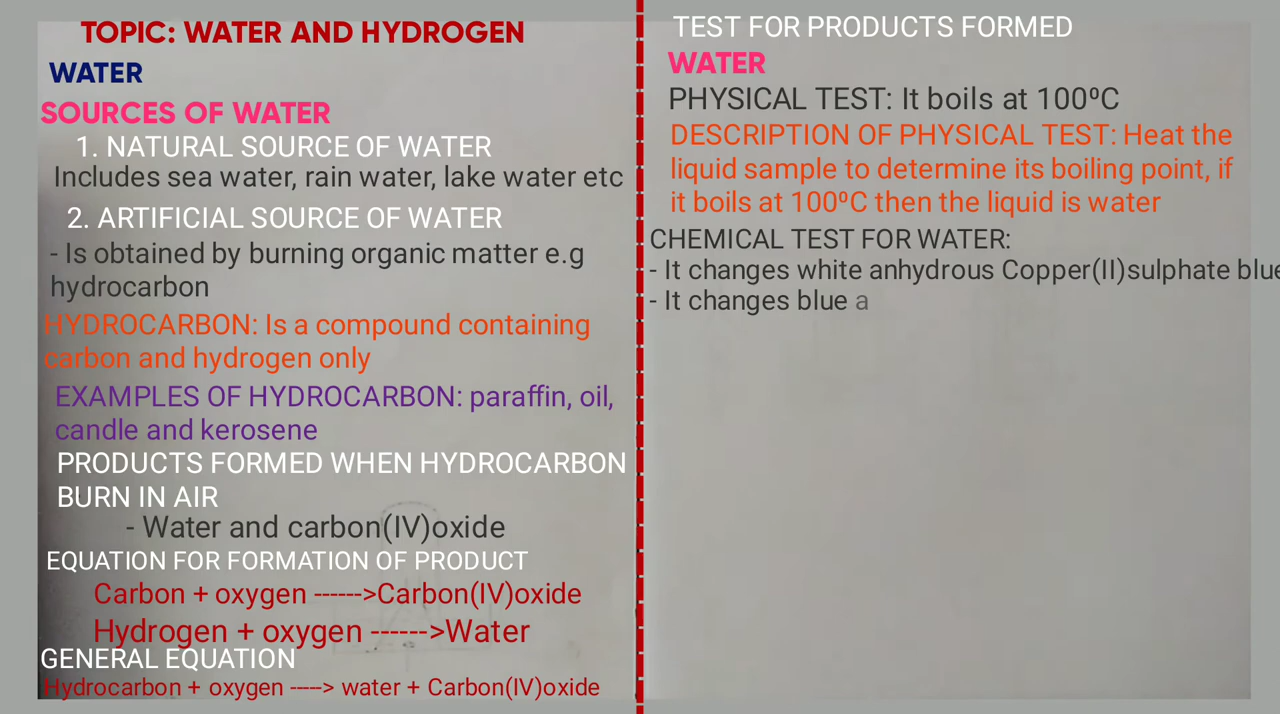 TOPIC: WATER AND HYDROGEN
WATER
SOURCES OF WATER
1. NATURAL SOURCE OF WATER
Includes sea water, rain water, lake water etc
2. ARTIFICIAL SOURCE OF WATER
- Is obtained by burning organic matter e.g
hydrocarbon
HYDROCARBON: Is a compound containing
carbon and hydrogen only
EXAMPLES OF HYDROCARBON: paraffin, oil,
candle and kerosene
PRODUCTS FORMED WHEN HYDROCARBON
BURN IN AIR
- Water and carbon(IV)oxide
EQUATION FOR FORMATION OF PRODUCT
Carbon + oxygen ------>Carbon(IV)oxide
Hydrogen + oxygen ------>Water
GENERAL EQUATION
Hydrocarbon + oxygen -----> water + Carbon(IV)oxide
TEST FOR PRODUCTS FORMED
WATER
PHYSICAL TEST: It boils at 100⁰C
DESCRIPTION OF PHYSICAL TEST: Heat the
liquid sample to determine its boiling point, if
it boils at 100⁰C then the liquid is water
CHEMICAL TEST FOR WATER:
- It changes white anhydrous Copper(II)sulphate blue
- It changes blue a